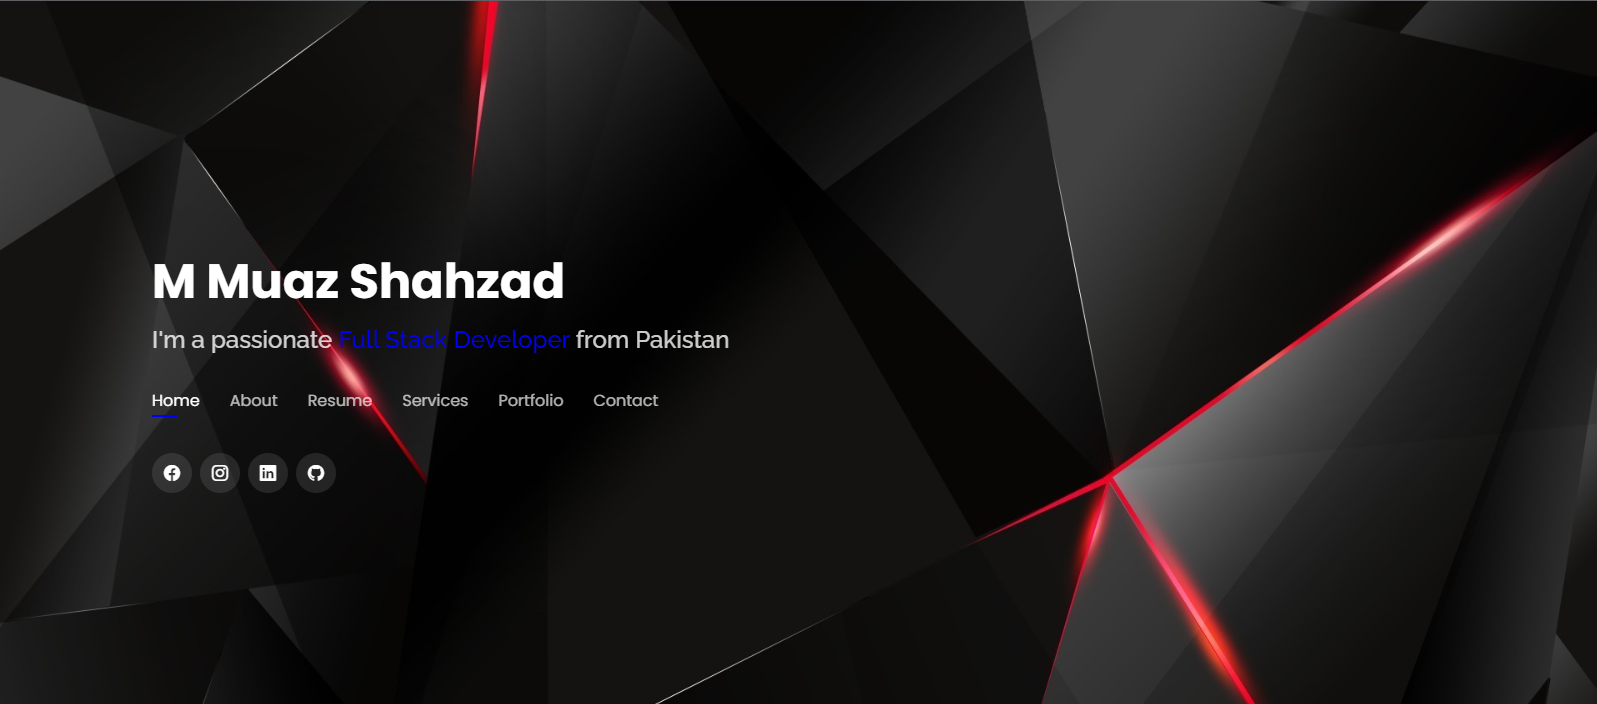 M Muaz Shahzad
I'm a passionate Full Stack Developer from Pakistan
Home About Resume Services Portfolio Contact